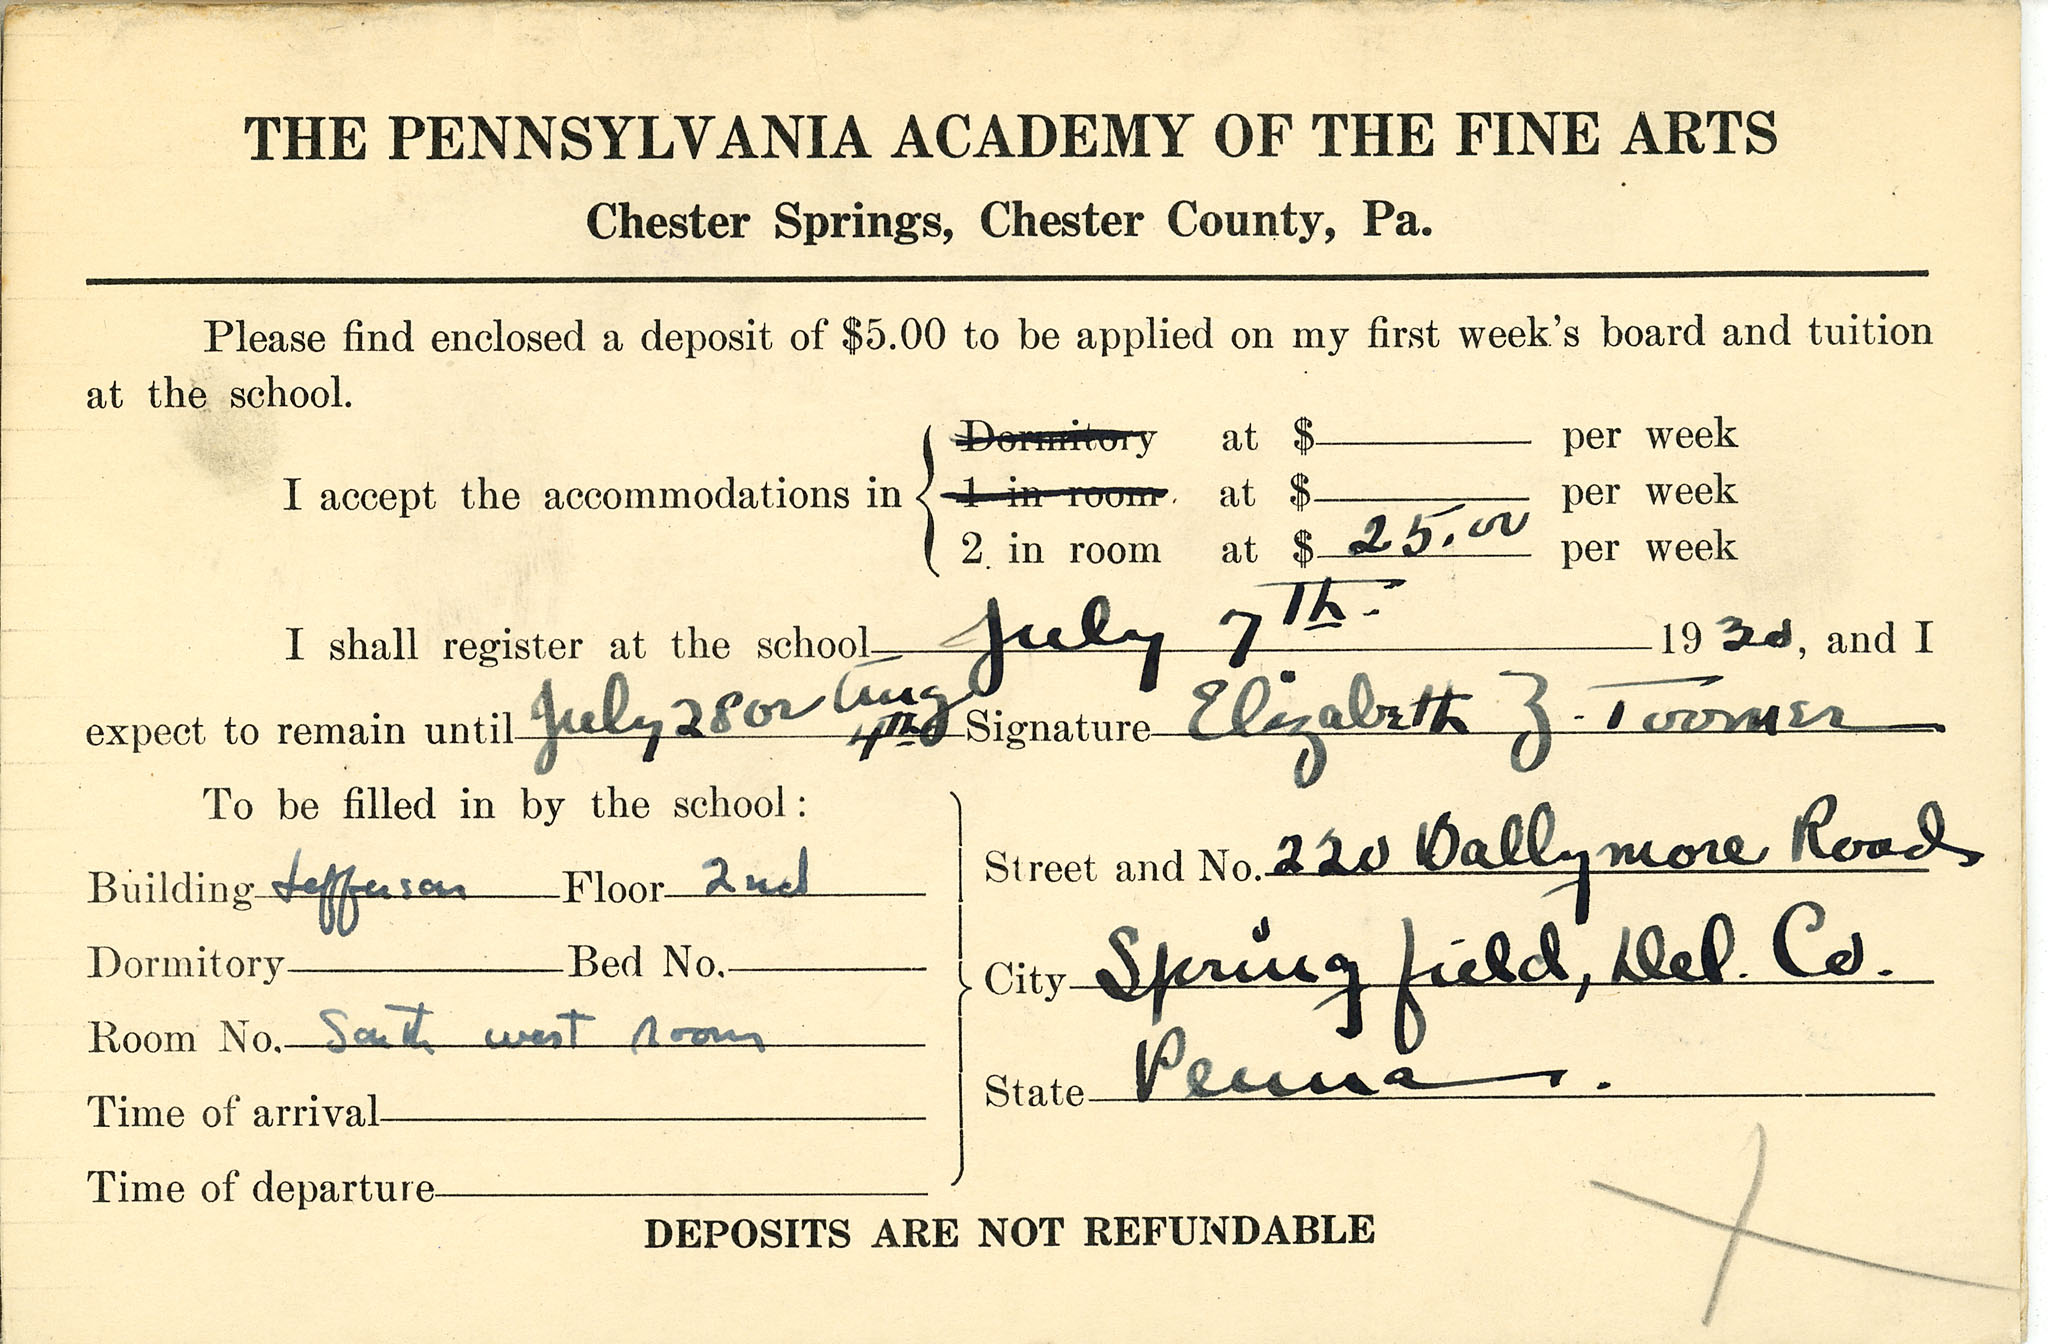 THE PENNSYLVANIA ACADEMY OF THE FINE ARTS
Chester Springs, Chester County, Pa.
Please find enclosed a deposit of $5.00 to be applied on my first week's board and tuition
at the school.
Dormitory at $ per week
I accept the accommodations in 1 in room at $ per week
2 in room at $ 25.00 per week
I shall register at the school July 7th 1930, and I
expect to remain until July 28 or Aug 4th Signature Elizabeth Z. Toomer
To be filled in by the school:
Building Jefferson Floor 2nd
Dormitory Bed No.
Room No. South west room
Time of arrival
Time of departure
Street and No. 220 Ballymore Road
City Springfield, Del. Co.
State Penna.
DEPOSITS ARE NOT REFUNDABLE